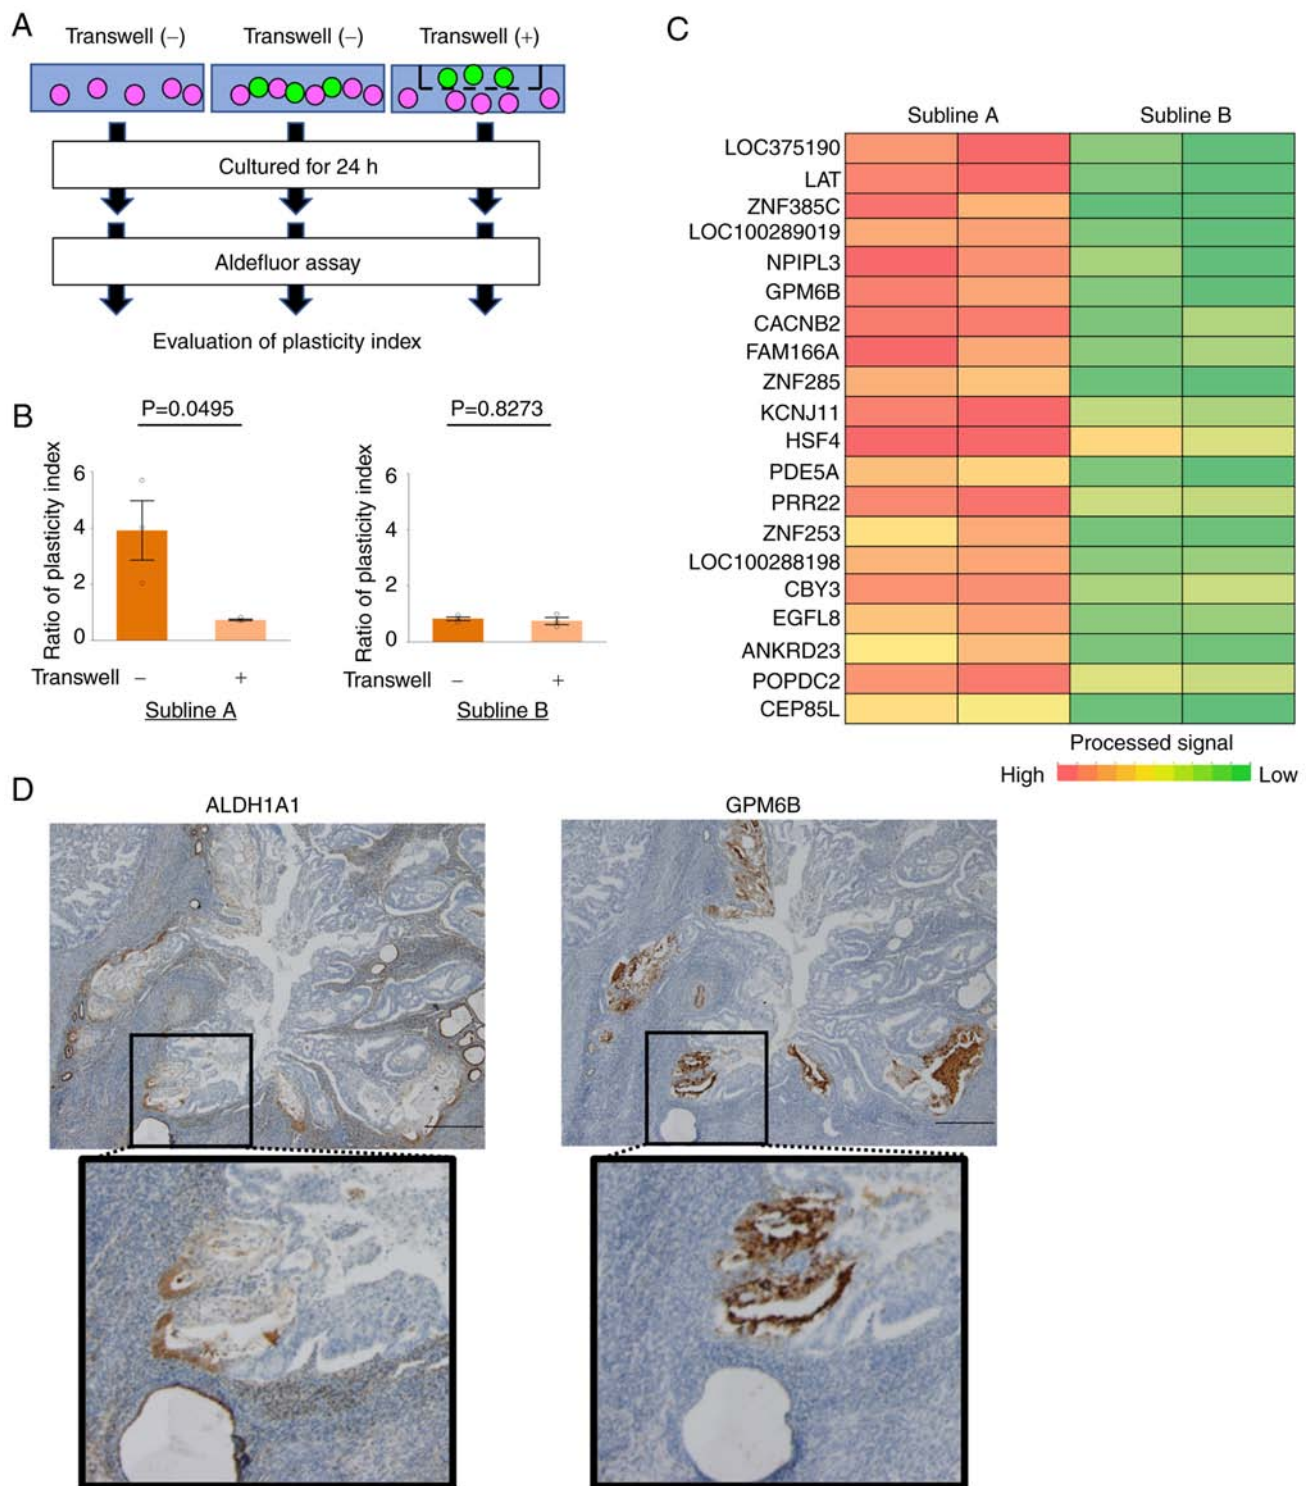 A
Transwell (−) Transwell (−) Transwell (+)
Cultured for 24 h
Aldefluor assay
Evaluation of plasticity index
B
P=0.0495
Ratio of plasticity index
6
4
2
0
Transwell − +
Subline A
P=0.8273
Ratio of plasticity index
6
4
2
0
Transwell − +
Subline B
C
Subline A Subline B
LOC375190
LAT
ZNF385C
LOC100289019
NPIPL3
GPM6B
CACNB2
FAM166A
ZNF285
KCNJ11
HSF4
PDE5A
PRR22
ZNF253
LOC100288198
CBY3
EGFL8
ANKRD23
POPDC2
CEP85L
Processed signal
High Low
D
ALDH1A1 GPM6B